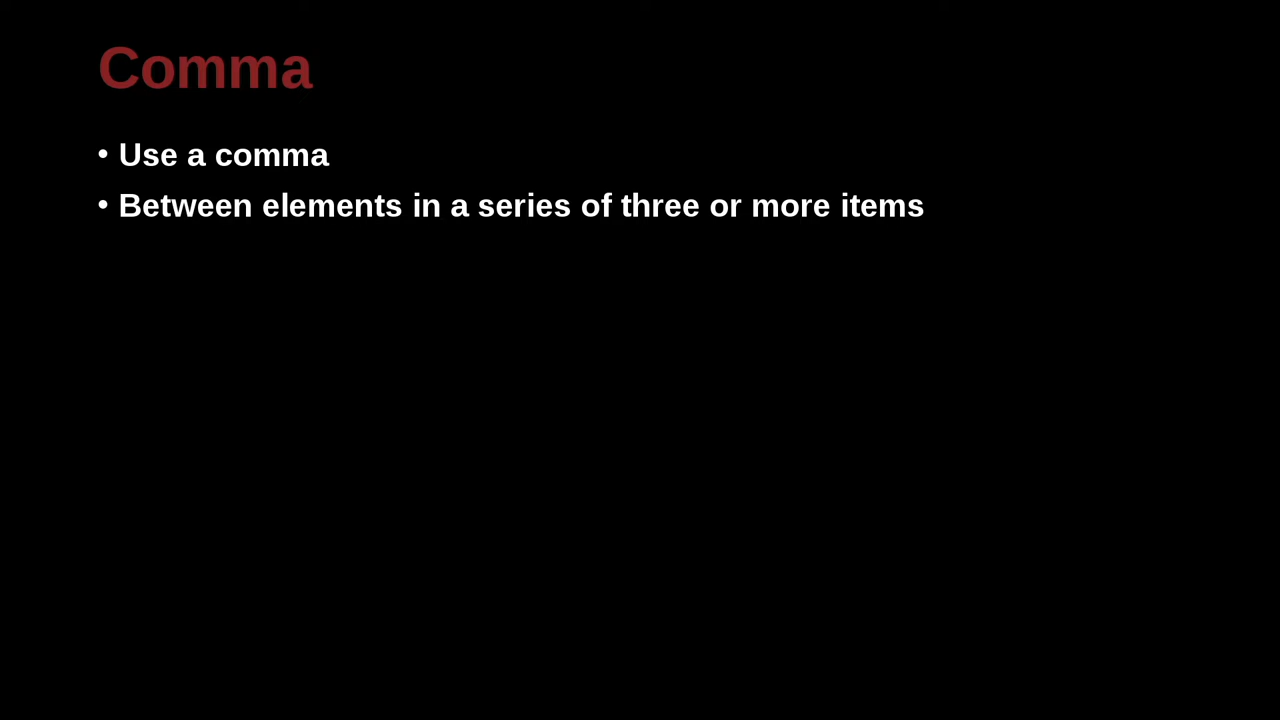 Comma
• Use a comma
• Between elements in a series of three or more items